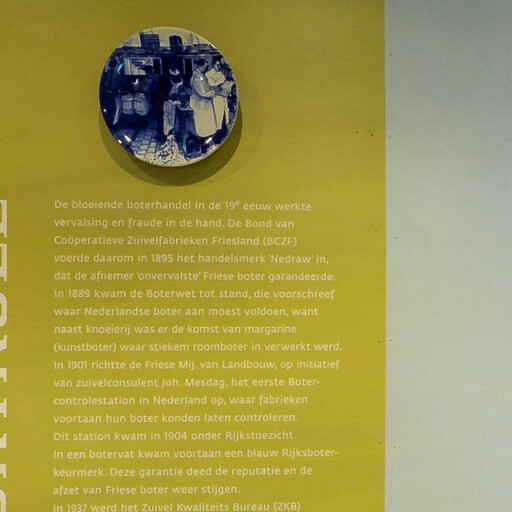 De bloeiende boterhandel in de 19e eeuw werkte
vervalsing en fraude in de hand. De Bond van
Coöperatieve Zuivelfabrieken Friesland (BCZF)
voerde daarom in 1895 het handelsmerk 'Nedraw' in,
dat de afnemer 'onvervalste' Friese boter garandeerde.
In 1889 kwam de Boterwet tot stand, die voorschreef
waar Nederlandse boter aan moest voldoen, want
naast knoeierij was er de komst van margarine
(kunstboter) waar stiekem roomboter in verwerkt werd.
In 1901 richtte de Friese Mij. van Landbouw, op initiatief
van zuivelconsulent Joh. Mesdag, het eerste Boter-
controlestation in Nederland op, waar fabrieken
voortaan hun boter konden laten controleren.
Dit station kwam in 1904 onder Rijkstoezicht.
In een botervat kwam voortaan een blauw Rijksboter-
keurmerk. Deze garantie deed de reputatie en de
afzet van Friese boter weer stijgen.
In 1937 werd het Zuivel Kwaliteits Bureau (ZKB)